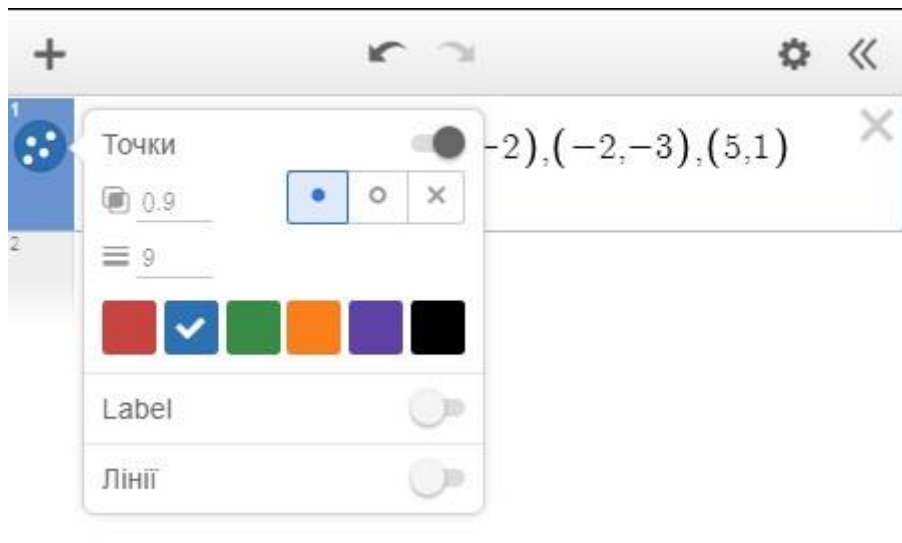 1
Точки
-2),(-2,-3),(5,1)
0.9
2
9
Label
Лінії